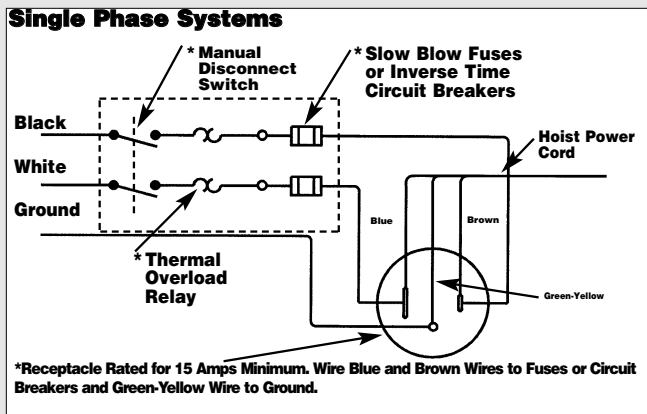 Single Phase Systems
* Manual
Disconnect
Switch
* Slow Blow Fuses
or Inverse Time
Circuit Breakers
Black
Hoist Power
Cord
White
Ground
Blue
Brown
* Thermal
Overload
Relay
Green-Yellow
*Receptacle Rated for 15 Amps Minimum. Wire Blue and Brown Wires to Fuses or Circuit
Breakers and Green-Yellow Wire to Ground.